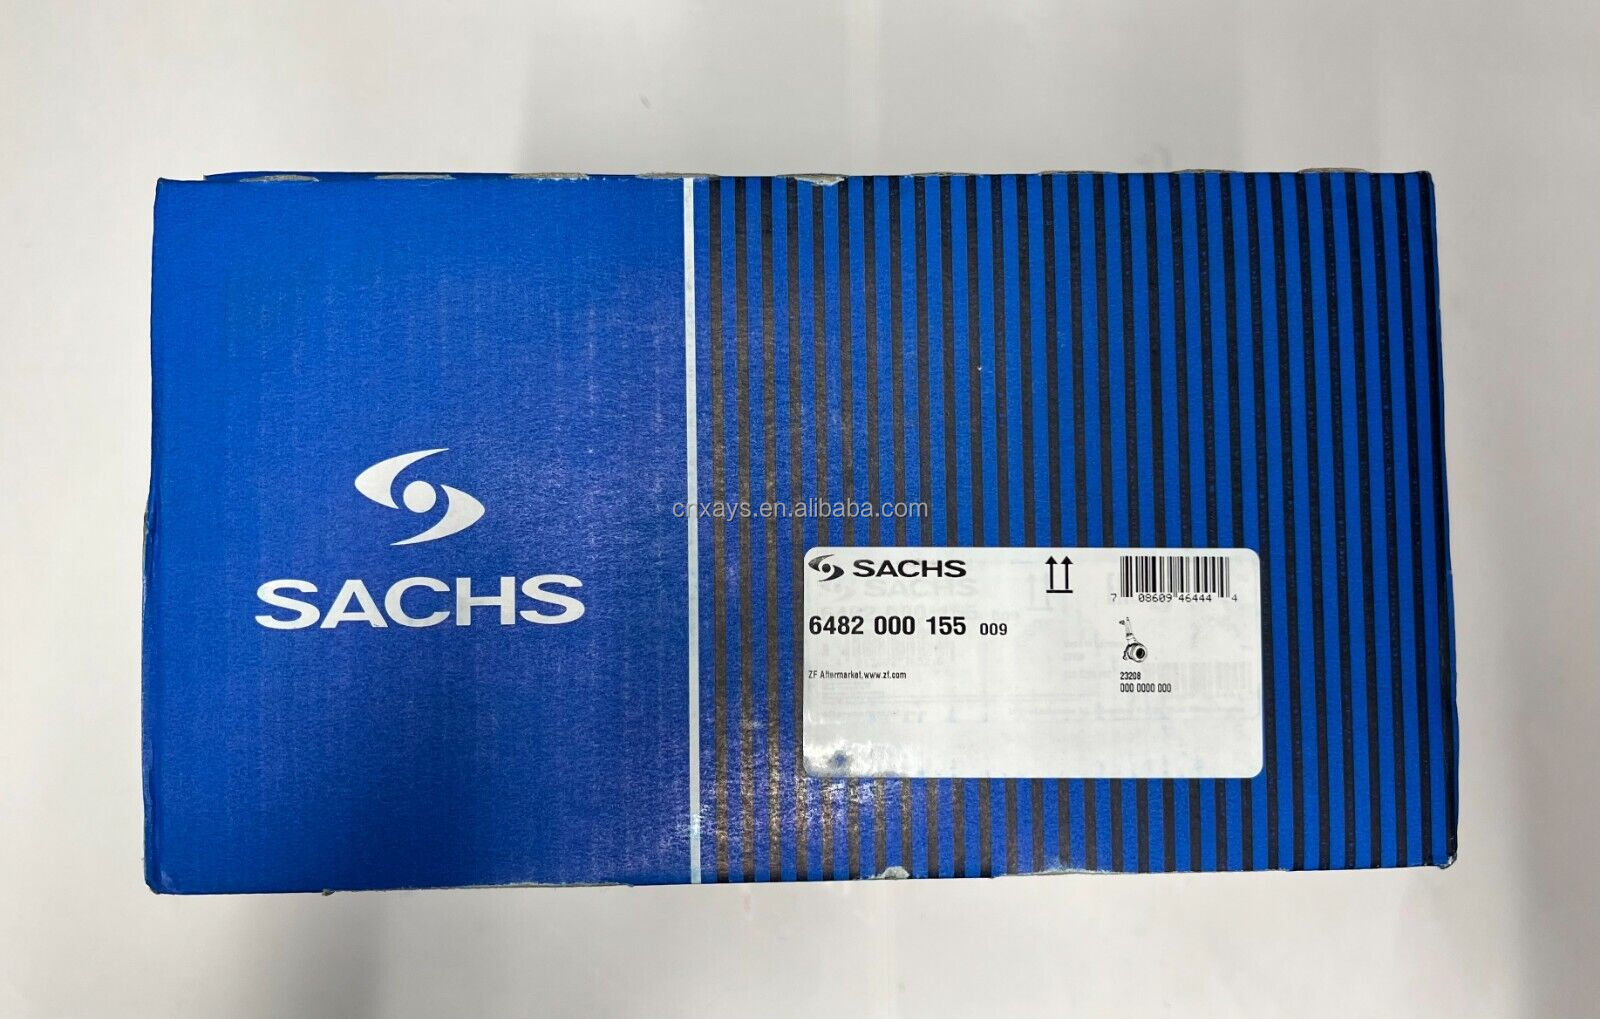 cnxays.en.alibaba.com
SACHS
SACHS
7 08609 46444 4
6482 000 155 009
ZF Aftermarket.www.zf.com
23208
000 0000 000